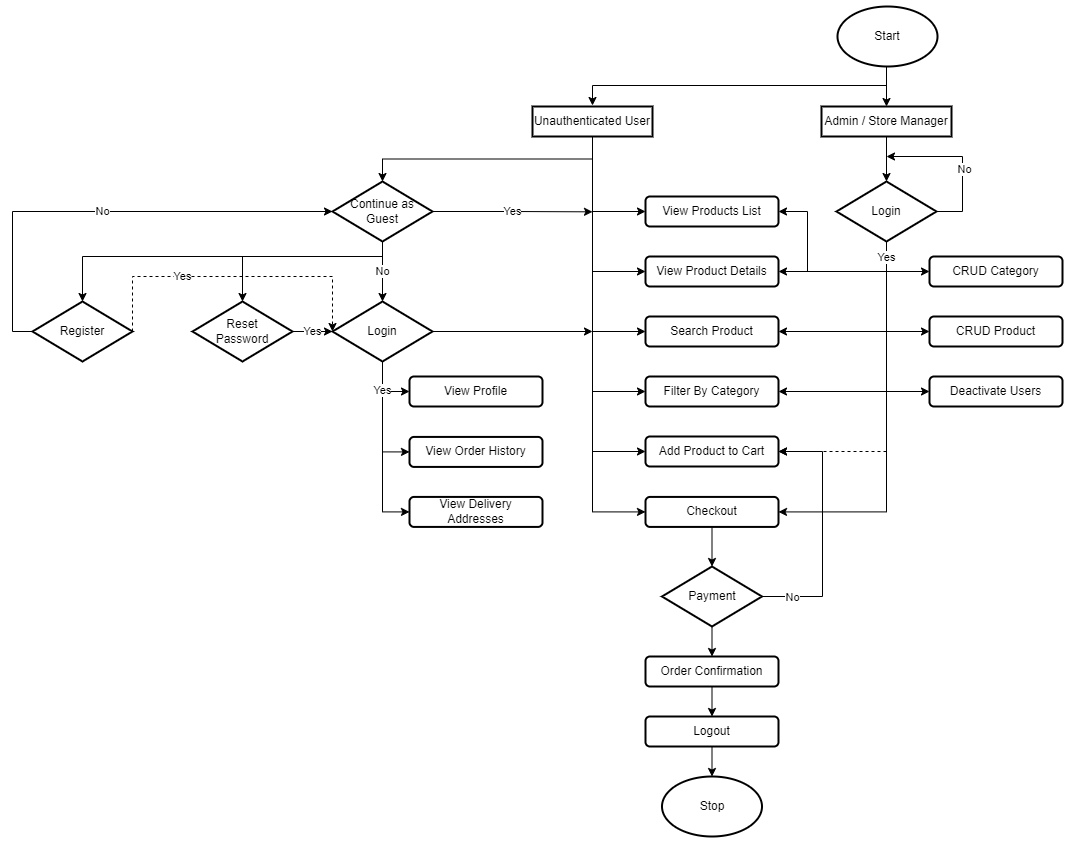 Start
Unauthenticated User
Admin / Store Manager
No
Continue as
Guest
No
Yes
View Products List
Login
Yes
No
Yes
View Product Details
CRUD Category
Register
Reset
Password
Yes
Login
Search Product
CRUD Product
Yes
View Profile
Filter By Category
Deactivate Users
View Order History
Add Product to Cart
View Delivery
Addresses
Checkout
Payment
No
Order Confirmation
Logout
Stop